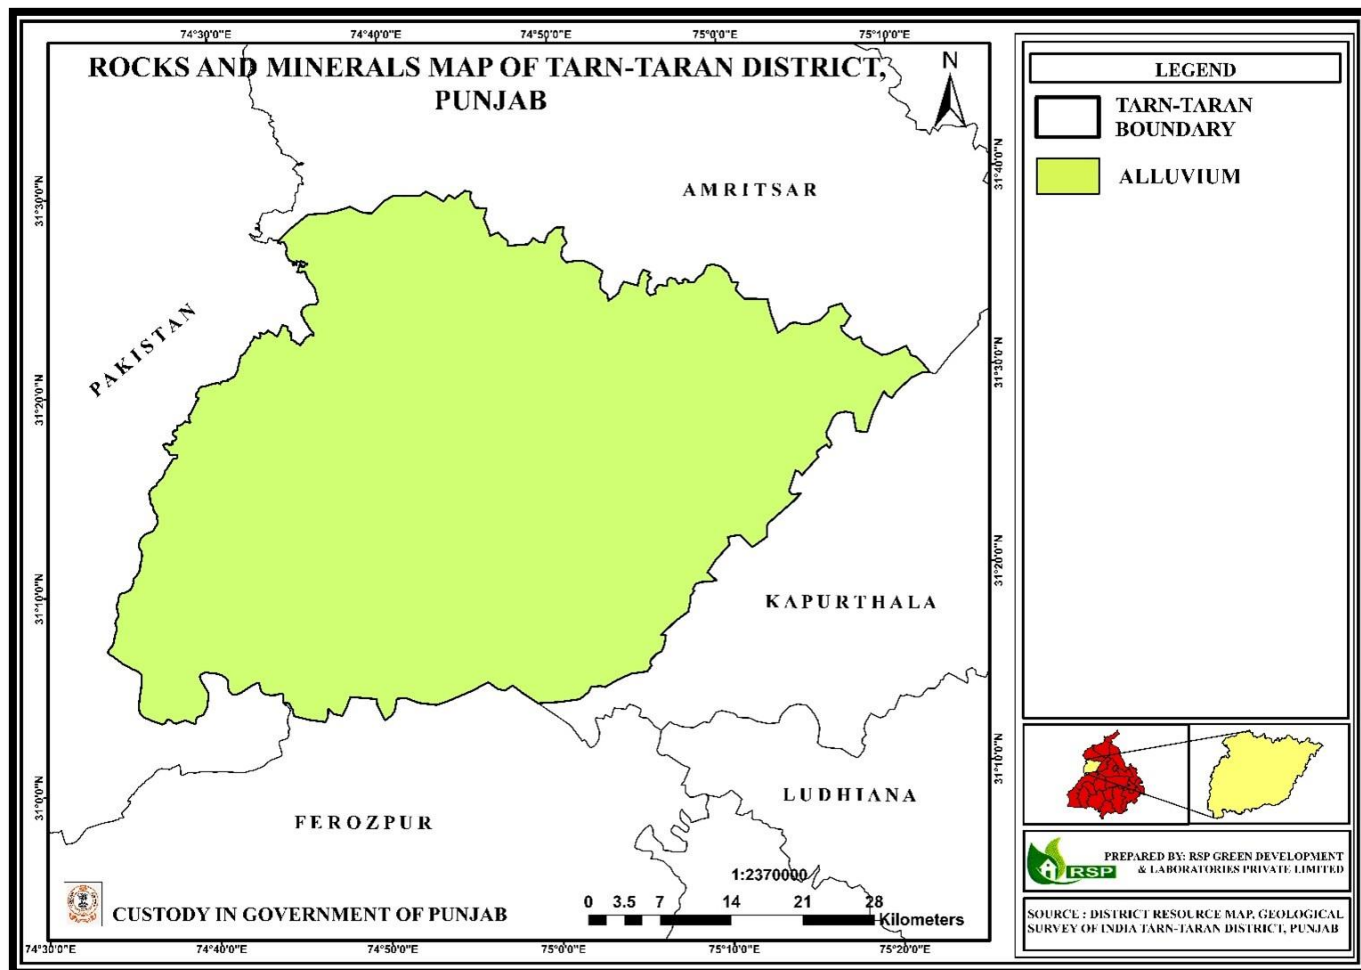 74°30'0"E 74°40'0"E 74°50'0"E 75°0'0"E 75°10'0"E
ROCKS AND MINERALS MAP OF TARN-TARAN DISTRICT,
PUNJAB
N
AMRITSAR
PAKISTAN
KAPURTHALA
LUDHIANA
FEROZPUR
31°30'0"N
31°20'0"N
31°10'0"N
31°0'0"N
31°40'0"N
31°30'0"N
31°20'0"N
31°10'0"N
1:2370000
0 3.5 7 14 21 28
Kilometers
CUSTODY IN GOVERNMENT OF PUNJAB
74°30'0"E 74°40'0"E 74°50'0"E 75°0'0"E 75°10'0"E 75°20'0"E
LEGEND
TARN-TARAN
BOUNDARY
ALLUVIUM
RSP
PREPARED BY: RSP GREEN DEVELOPMENT
& LABORATORIES PRIVATE LIMITED
SOURCE : DISTRICT RESOURCE MAP, GEOLOGICAL
SURVEY OF INDIA TARN-TARAN DISTRICT, PUNJAB